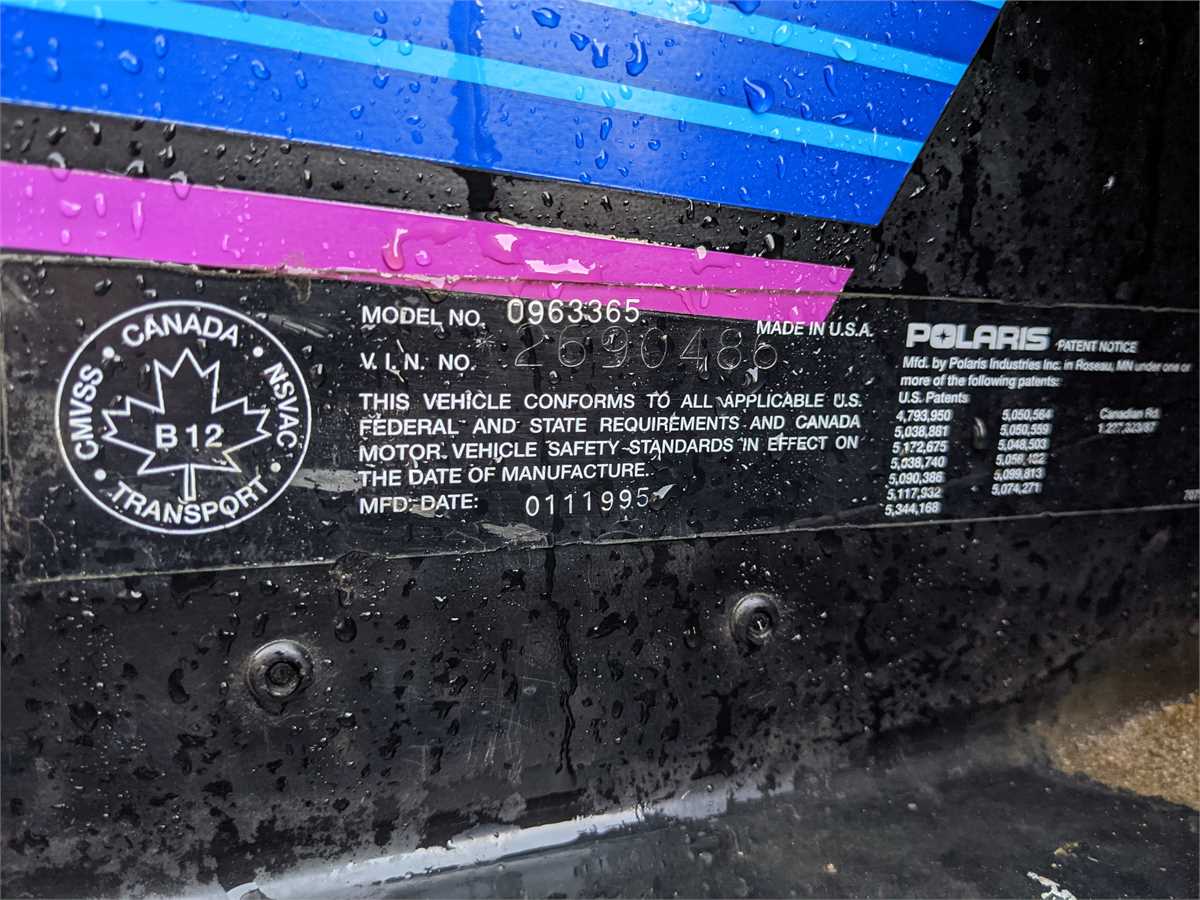 CANADA
CMVSS • NSVAC
B 12
TRANSPORT
MODEL NO. 0963365
MADE IN U.S.A.
V. I. N. NO. 2690486
THIS VEHICLE CONFORMS TO ALL APPLICABLE U.S.
FEDERAL AND STATE REQUIREMENTS AND CANADA
MOTOR VEHICLE SAFETY STANDARDS IN EFFECT ON
THE DATE OF MANUFACTURE.
MFD. DATE: 0111995
POLARIS PATENT NOTICE
Mfd. by Polaris Industries Inc. in Roseau, MN under one or
more of the following patents:
U.S. Patents
4,793,950 5,050,564 Canadian Rd.
5,038,861 5,050,559
5,172,675 5,048,503
5,038,740
5,090,386 5,099,813
5,117,932 5,074,271
5,344,168